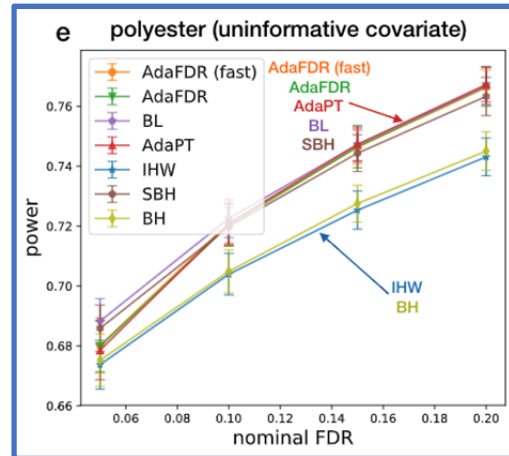 e polyester (uninformative covariate)
AdaFDR (fast)
AdaFDR
BL
AdaPT
IHW
SBH
BH
AdaFDR (fast)
AdaFDR
AdaPT
BL
SBH
IHW
BH
power
0.76
0.74
0.72
0.70
0.68
0.66
0.06
0.08
0.10
0.12
0.14
0.16
0.18
0.20
nominal FDR